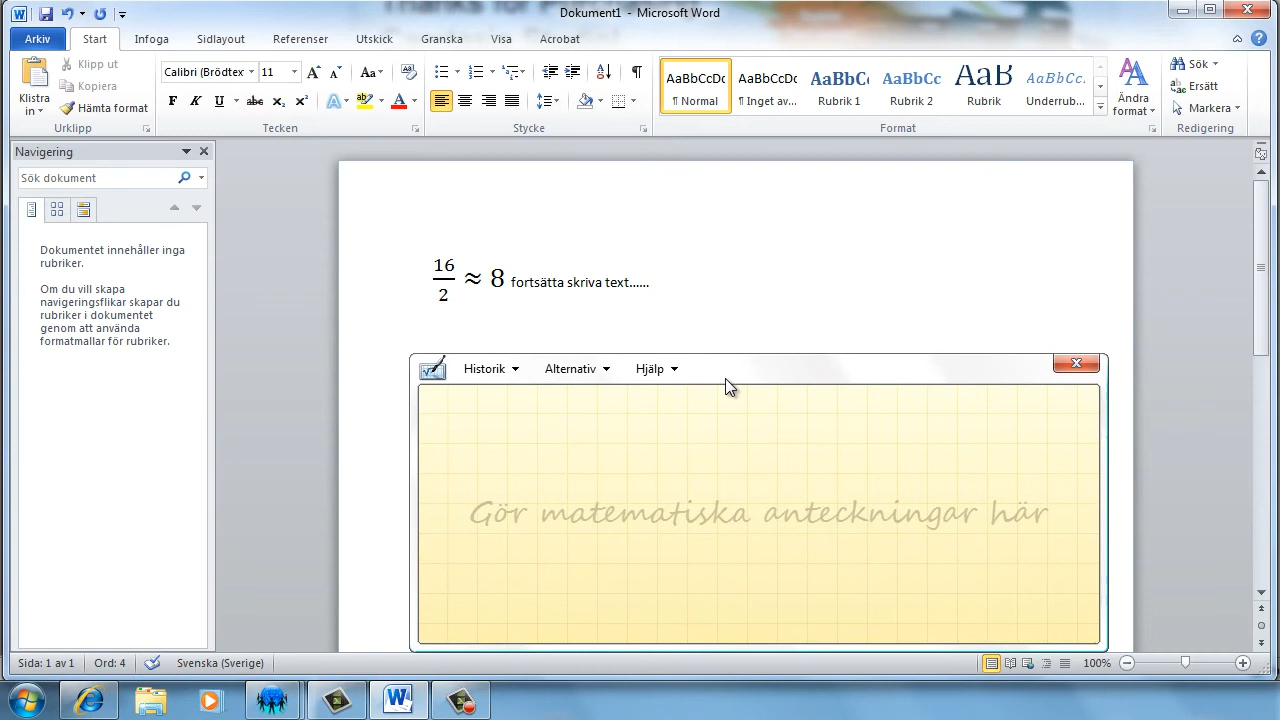 Dokument1 - Microsoft Word
Arkiv Start Infoga Sidlayout Referenser Utskick Granska Visa Acrobat
Klistra in
Klipp ut
Kopiera
Hämta format
Urklipp
Calibri (Brödtex 11
Tecken
Stycke
AaBbCcDc
¶ Normal
AaBbCcDc
¶ Inget av...
AaBbC
Rubrik 1
AaBbCc
Rubrik 2
AaB
Rubrik
AaBbCc.
Underrub...
Ändra format
Format
Sök
Ersätt
Markera
Redigering
Navigering
Sök dokument
Dokumentet innehåller inga
rubriker.
Om du vill skapa
navigeringsflikar skapar du
rubriker i dokumentet
genom att använda
formatmallar för rubriker.
16/2 ≈ 8 fortsätta skriva text......
Historik Alternativ Hjälp
Gör matematiska anteckningar här
Sida: 1 av 1 Ord: 4 Svenska (Sverige) 100%